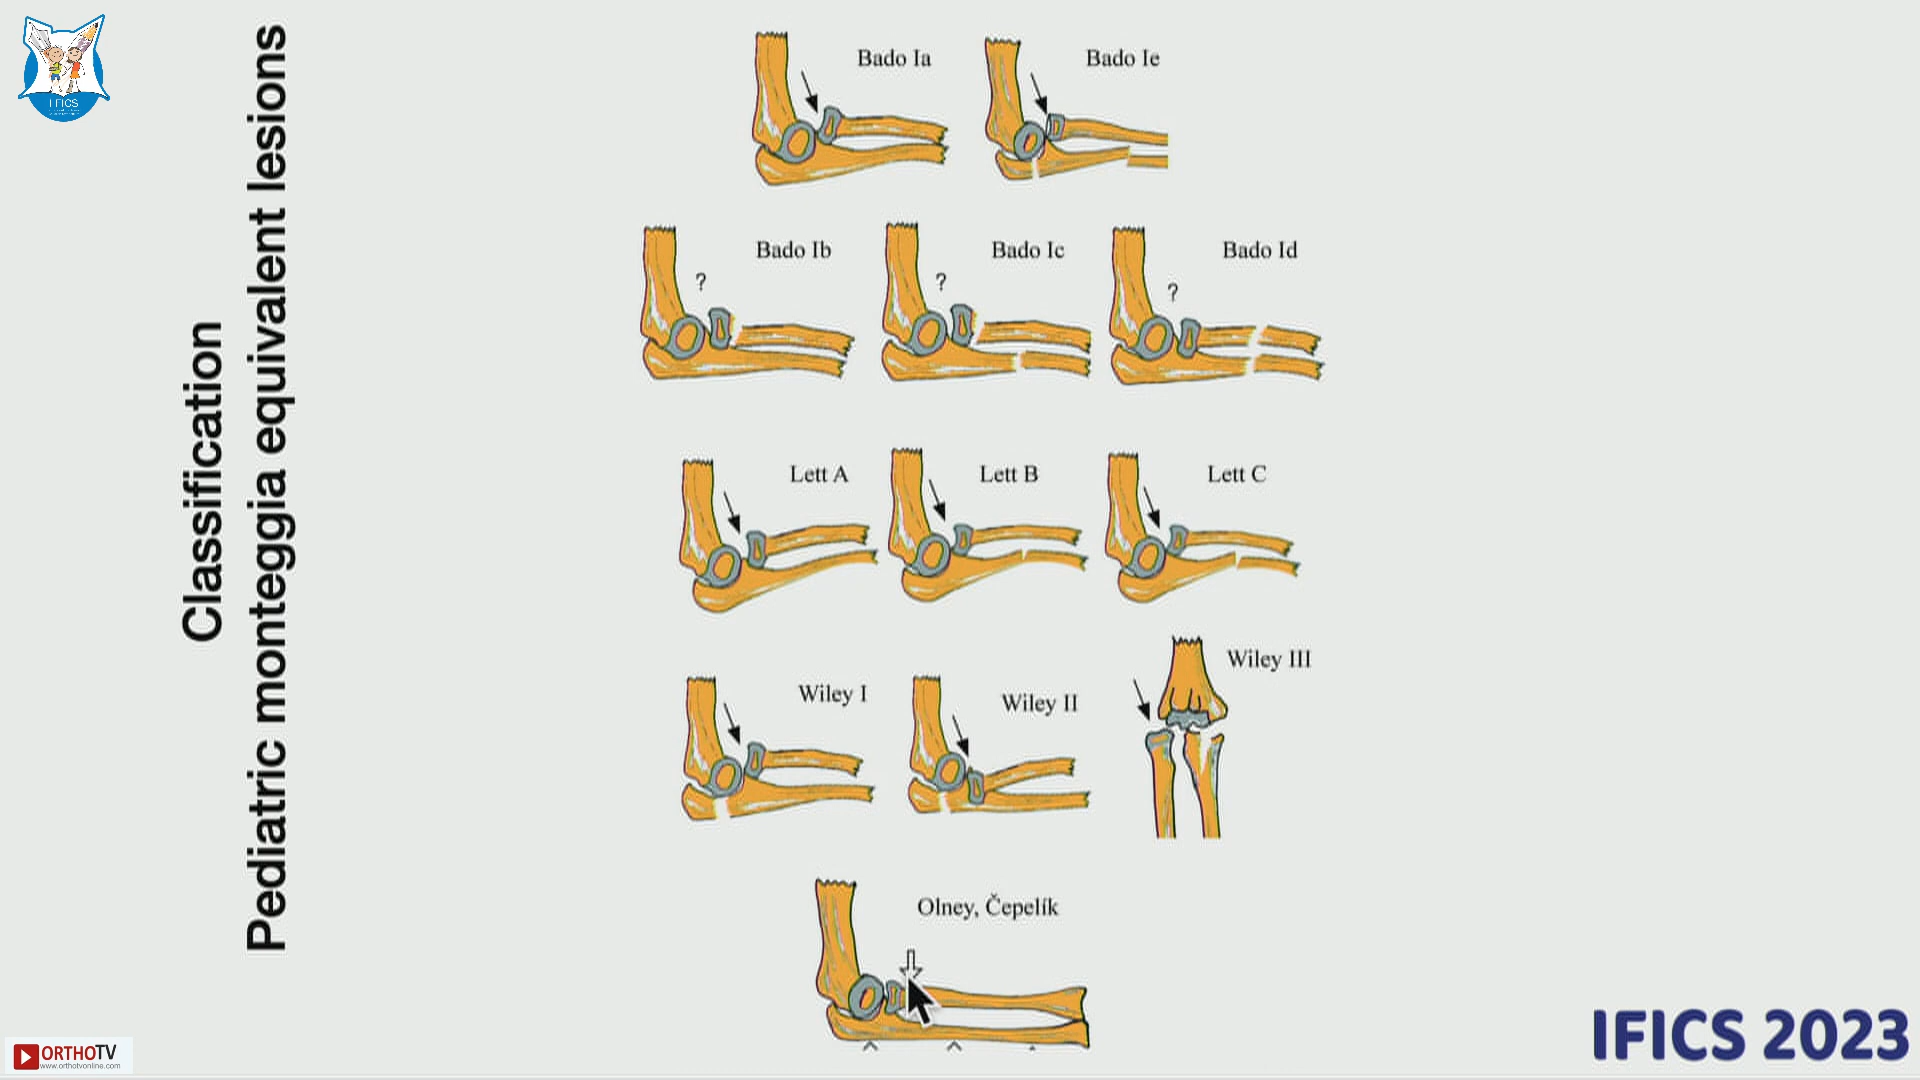 IFICS
Classification
Pediatric monteggia equivalent lesions
Bado Ia
Bado Ie
Bado Ib
Bado Ic
Bado Id
?
?
?
Lett A
Lett B
Lett C
Wiley I
Wiley II
Wiley III
Olney, Čepelík
ORTHOTV
www.orthotvonline.com
IFICS 2023